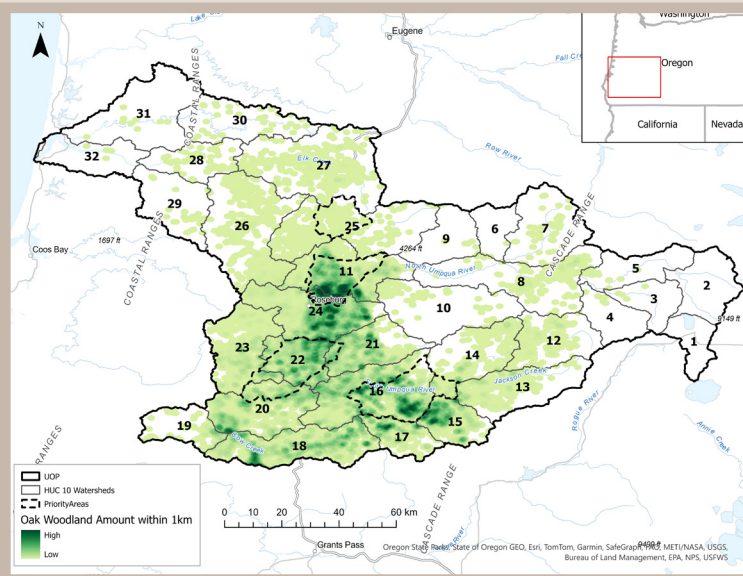 N
Eugene
Washington
Oregon
California
Nevada
COASTAL RANGES
31
30
32
28
Elk C
27
29
26
25
1697 ft
Coos Bay
COASTAL RANGES
Row River
9
6
7
4264 ft
CASCADE RANGE
11
North Umpqua River
8
5
2
3
10
4
9149 ft
24
1
23
22
21
14
12
16
Umpqua River
Jackson Creek
13
20
15
19
Cow Creek
17
18
Rogue River
Annie Creek
RANGES
CASCADE RANGE
UOP
HUC 10 Watersheds
PriorityAreas
Oak Woodland Amount within 1km
High
Low
0 20 40 60 km
Grants Pass
9499 ft
Oregon State Parks, State of Oregon GEO, Esri, TomTom, Garmin, SafeGraph, FAO, METI/NASA, USGS,
Bureau of Land Management, EPA, NPS, USFWS